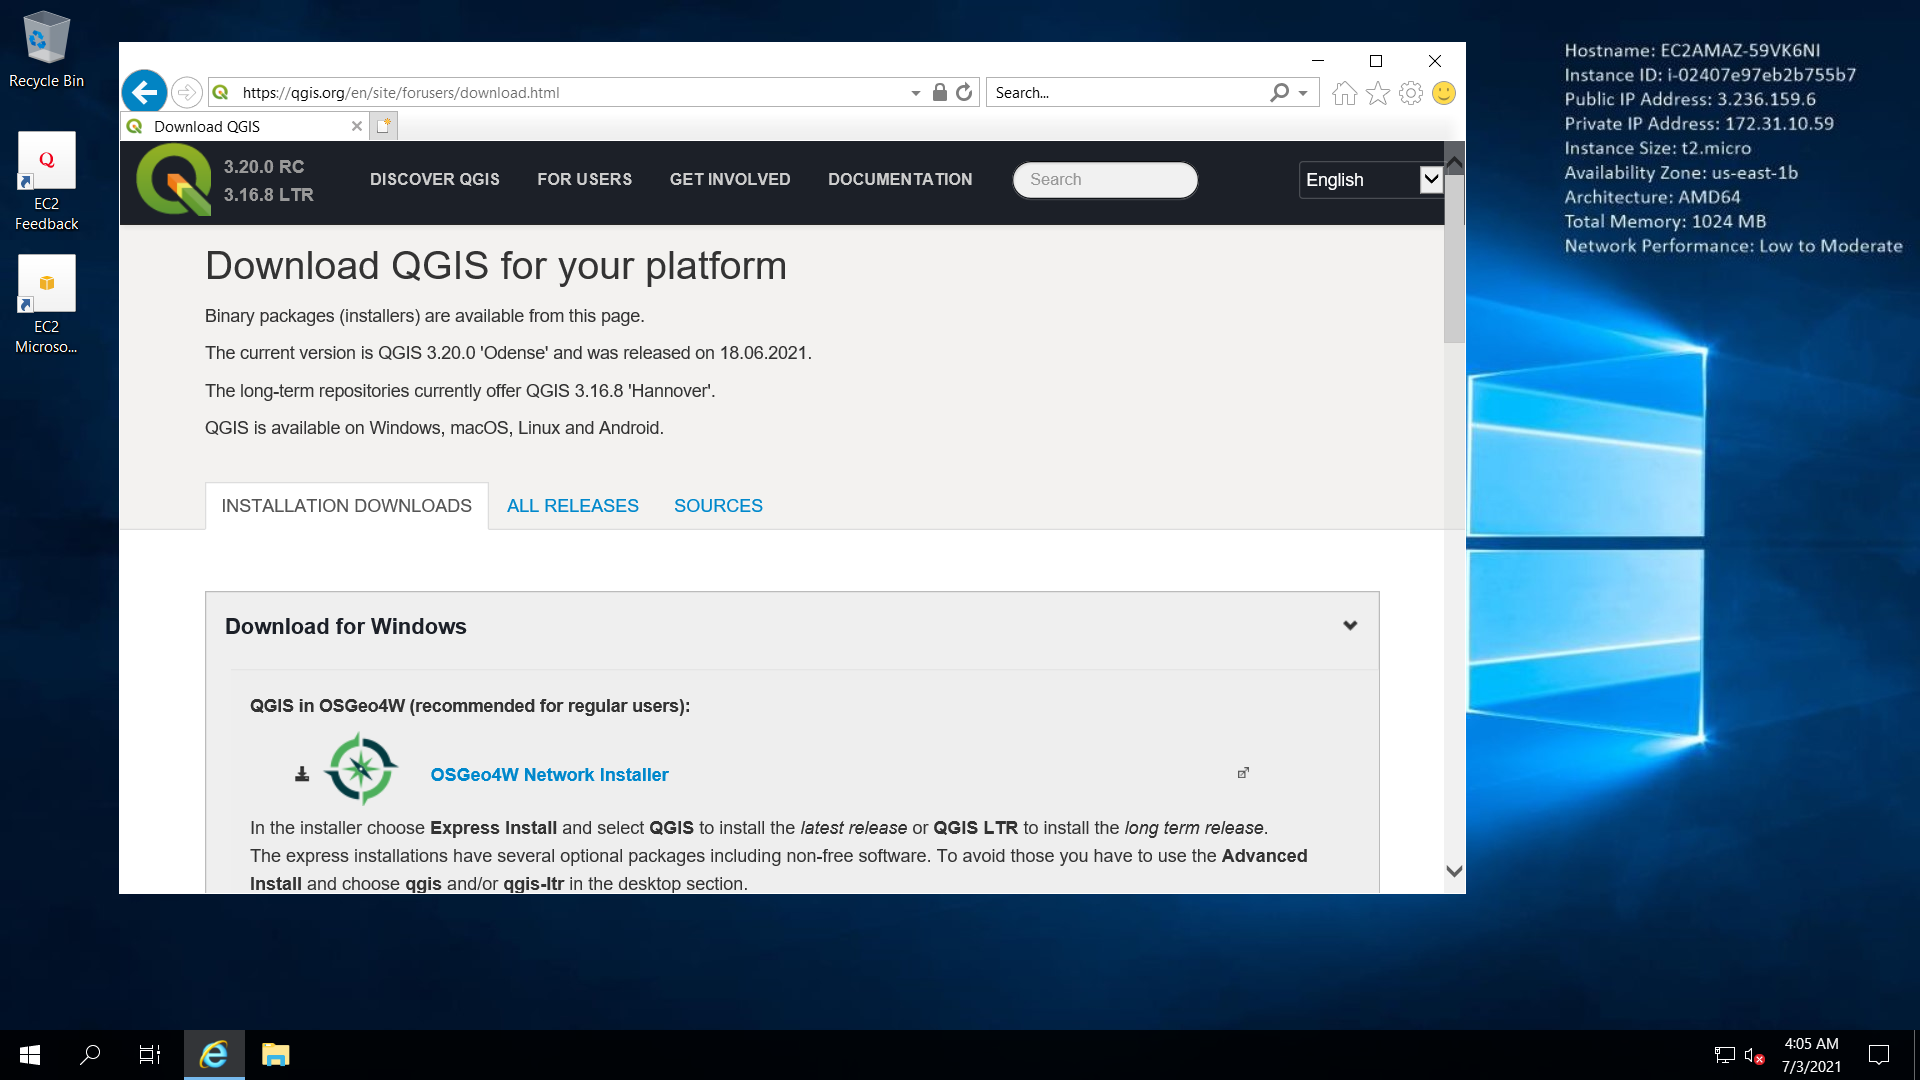 Recycle Bin
EC2
Feedback
EC2
Microso...
https://qgis.org/en/site/forusers/download.html
Search...
Download QGIS
3.20.0 RC
3.16.8 LTR
DISCOVER QGIS
FOR USERS
GET INVOLVED
DOCUMENTATION
Search
English
Download QGIS for your platform
Binary packages (installers) are available from this page.
The current version is QGIS 3.20.0 'Odense' and was released on 18.06.2021.
The long-term repositories currently offer QGIS 3.16.8 'Hannover'.
QGIS is available on Windows, macOS, Linux and Android.
INSTALLATION DOWNLOADS
ALL RELEASES
SOURCES
Download for Windows
QGIS in OSGeo4W (recommended for regular users):
OSGeo4W Network Installer
In the installer choose Express Install and select QGIS to install the latest release or QGIS LTR to install the long term release.
The express installations have several optional packages including non-free software. To avoid those you have to use the Advanced
Install and choose qgis and/or qgis-ltr in the desktop section.
Hostname: EC2AMAZ-59VK6NI
Instance ID: i-02407e97eb2b755b7
Public IP Address: 3.236.159.6
Private IP Address: 172.31.10.59
Instance Size: t2.micro
Availability Zone: us-east-1b
Architecture: AMD64
Total Memory: 1024 MB
Network Performance: Low to Moderate
4:05 AM
7/3/2021